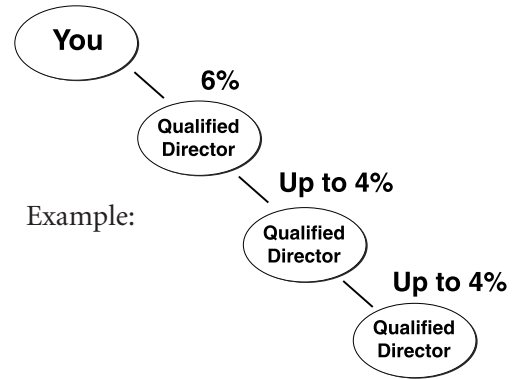 You
6%
Qualified
Director
Up to 4%
Example:
Qualified
Director
Up to 4%
Qualified
Director